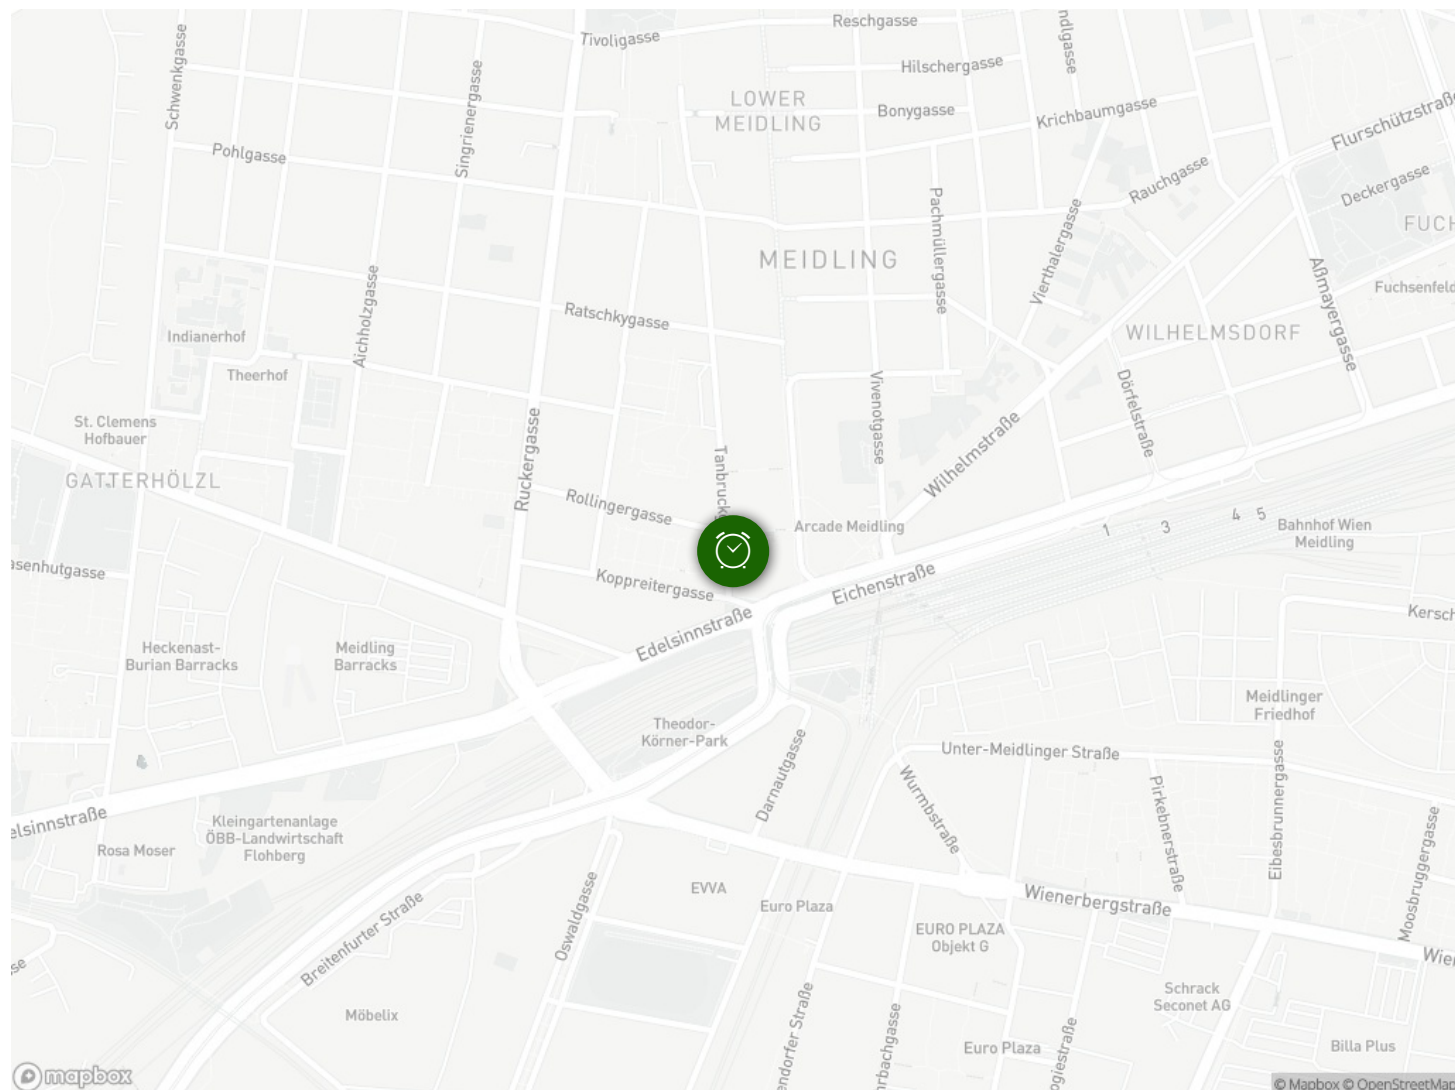 Reschgasse
Tivoligasse
Schwenkgasse
Singrienergasse
Hilschergasse
LOWER
MEIDLING
Bonygasse
Krichbaumgasse
Flurschützstraße
Pohlgasse
Rauchgasse
Deckergasse
Pachmüllergasse
Vierthalergasse
MEIDLING
Aßmayergasse
Aichholzgasse
Ratschkygasse
WILHELMSDORF
Indianerhof
Theerhof
Vivenotgasse
Dörfelstraße
St. Clemens
Hofbauer
Ruckergasse
Wilhelmstraße
GATTERHÖLZL
Rollingergasse
Arcade Meidling
1
3
4
5
Bahnhof Wien
Meidling
Koppreitergasse
Eichenstraße
Edelsinnstraße
Heckenast-
Burian Barracks
Meidling
Barracks
Meidlinger
Friedhof
Theodor-
Körner-Park
Unter-Meidlinger Straße
Darnautgasse
Wurmbstraße
Pirkebnerstraße
Eibesbrunnergasse
Moosbruggergasse
Kleingartenanlage
ÖBB-Landwirtschaft
Flohberg
Rosa Moser
EVVA
Euro Plaza
Wienerbergstraße
Breitenfurter Straße
Oswaldgasse
EURO PLAZA
Objekt G
Schrack
Seconet AG
Möbelix
Euro Plaza
Billa Plus
mapbox
© Mapbox © OpenStreetMap